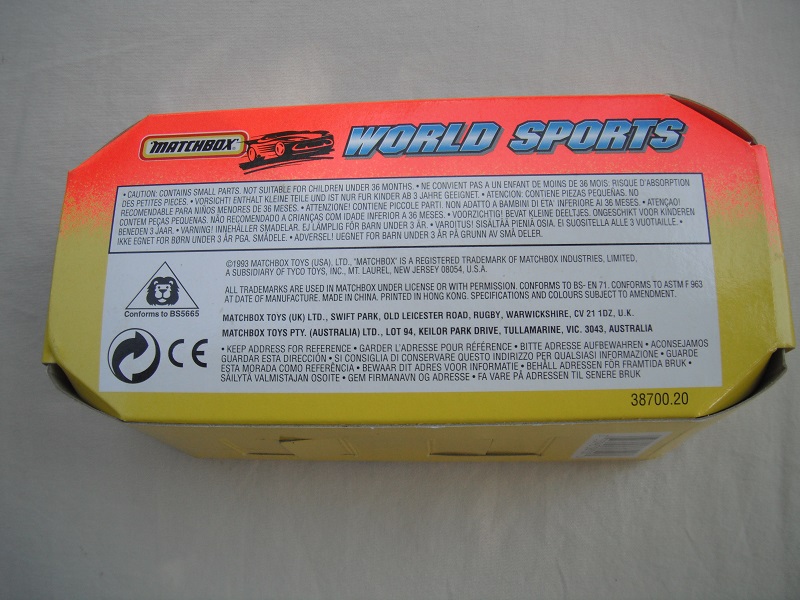 MATCHBOX WORLD SPORTS
• CAUTION: CONTAINS SMALL PARTS. NOT SUITABLE FOR CHILDREN UNDER 36 MONTHS. • NE CONVIENT PAS A UN ENFANT DE MOINS DE 36 MOIS: RISQUE D'ABSORPTION
DES PETITES PIECES. • VORSICHT! ENTHALT KLEINE TEILE UND IST NUR FUR KINDER AB 3 JAHRE GEEIGNET. • ATENCION: CONTIENE PIEZAS PEQUEÑAS. NO
RECOMENDABLE PARA NIÑOS MENORES DE 36 MESES. • ATTENZIONE! CONTIENE PICCOLE PARTI. NON ADATTO A BAMBINI DI ETA' INFERIORE AI 36 MESES. • ATENÇAO!
CONTEM PEÇAS PEQUENAS. NÃO RECOMENDADO A CRIANÇAS COM IDADE INFERIOR A 36 MESES. • VOORZICHTIG! BEVAT KLEINE DEELTJES. ONGESCHIKT VOOR KINDEREN
BENEDEN 3 JAAR. • VARNING! INNEHÅLLER SMADELAR. EJ LÄMPLIG FÖR BARN UNDER 3 ÅR. • VAROITUS! SISÄLTÄÄ PIENIÄ OSIA. EI SUOSITELLA ALLE 3 VUOTIAILLE. •
IKKE EGNET FOR BØRN UNDER 3 ÅR PGA. SMÅDELE. • ADVERSEL! UEGNET FOR BARN UNDER 3 ÅR PÅ GRUNN AV SMÅ DELER.
©1993 MATCHBOX TOYS (USA), LTD., "MATCHBOX" IS A REGISTERED TRADEMARK OF MATCHBOX INDUSTRIES, LIMITED,
A SUBSIDIARY OF TYCO TOYS, INC., MT. LAUREL, NEW JERSEY 08054, U.S.A.
ALL TRADEMARKS ARE USED IN MATCHBOX UNDER LICENSE OR WITH PERMISSION. CONFORMS TO BS- EN 71. CONFORMS TO ASTM F 963
AT DATE OF MANUFACTURE. MADE IN CHINA. PRINTED IN HONG KONG. SPECIFICATIONS AND COLOURS SUBJECT TO AMENDMENT.
Conforms to BS5665
MATCHBOX TOYS (UK) LTD., SWIFT PARK, OLD LEICESTER ROAD, RUGBY, WARWICKSHIRE, CV 21 1DZ, U.K.
MATCHBOX TOYS PTY. (AUSTRALIA) LTD., LOT 94, KEILOR PARK DRIVE, TULLAMARINE, VIC. 3043, AUSTRALIA
CE
• KEEP ADDRESS FOR REFERENCE • GARDER L'ADRESSE POUR RÉFÉRENCE • BITTE ADRESSE AUFBEWAHREN • ACONSEJAMOS
GUARDAR ESTA DIRECCIÓN • SI CONSIGLIA DI CONSERVARE QUESTO INDIRIZZO PER QUALSIASI INFORMAZIONE • GUARDE
ESTA MORADA COMO REFERÊNCIA • BEWAAR DIT ADRES VOOR INFORMATIE • BEHÅLL ADRESSEN FÖR FRAMTIDA BRUK •
SÄILYTÄ VALMISTAJAN OSOITE • GEM FIRMANAVN OG ADRESSE • FA VARE PÅ ADRESSEN TIL SENERE BRUK
38700.20